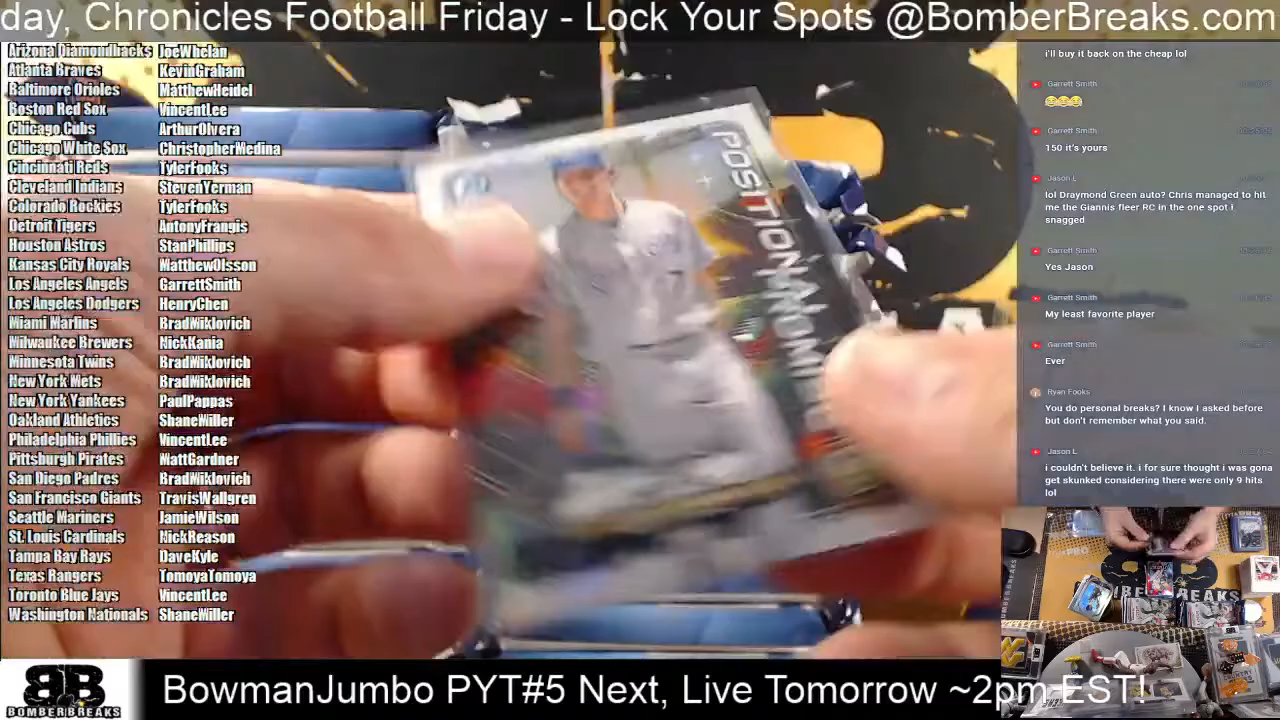 day, Chronicles Football Friday - Lock Your Spots @BomberBreaks.com
Arizona Diamondbacks JoeWhelan
Atlanta Braves KevinGraham
Baltimore Orioles MatthewHeidel
Boston Red Sox VincentLee
Chicago Cubs ArthurOlvera
Chicago White Sox ChristopherMedina
Cincinnati Reds TylerFooks
Cleveland Indians StevenYerman
Colorado Rockies TylerFooks
Detroit Tigers AntonyFrangis
Houston Astros StanPhillips
Kansas City Royals MatthewOlsson
Los Angeles Angels GarrettSmith
Los Angeles Dodgers HenryChen
Miami Marlins BradWiklovich
Milwaukee Brewers NickKania
Minnesota Twins BradWiklovich
New York Mets BradWiklovich
New York Yankees PaulPappas
Oakland Athletics ShaneWiller
Philadelphia Phillies VincentLee
Pittsburgh Pirates MattGardner
San Diego Padres BradWiklovich
San Francisco Giants TravisWallgren
Seattle Mariners JamieWilson
St. Louis Cardinals NickReason
Tampa Bay Rays DaveKyle
Texas Rangers TomoyaTomoya
Toronto Blue Jays VincentLee
Washington Nationals ShaneWiller
i'll buy it back on the cheap lol
Garrett Smith
Garrett Smith
150 it's yours
Jason L
lol Draymond Green auto? Chris managed to hit
me the Giannis fleer RC in the one spot i
snagged
Garrett Smith
Yes Jason
Garrett Smith
My least favorite player
Garrett Smith
Ever
Ryan Fooks
You do personal breaks? I know I asked before
but don't remember what you said.
Jason L
i couldn't believe it. i for sure thought i was gona
get skunked considering there were only 9 hits
lol
BB
BOMBERBREAKS
BowmanJumbo PYT#5 Next, Live Tomorrow ~2pm EST!